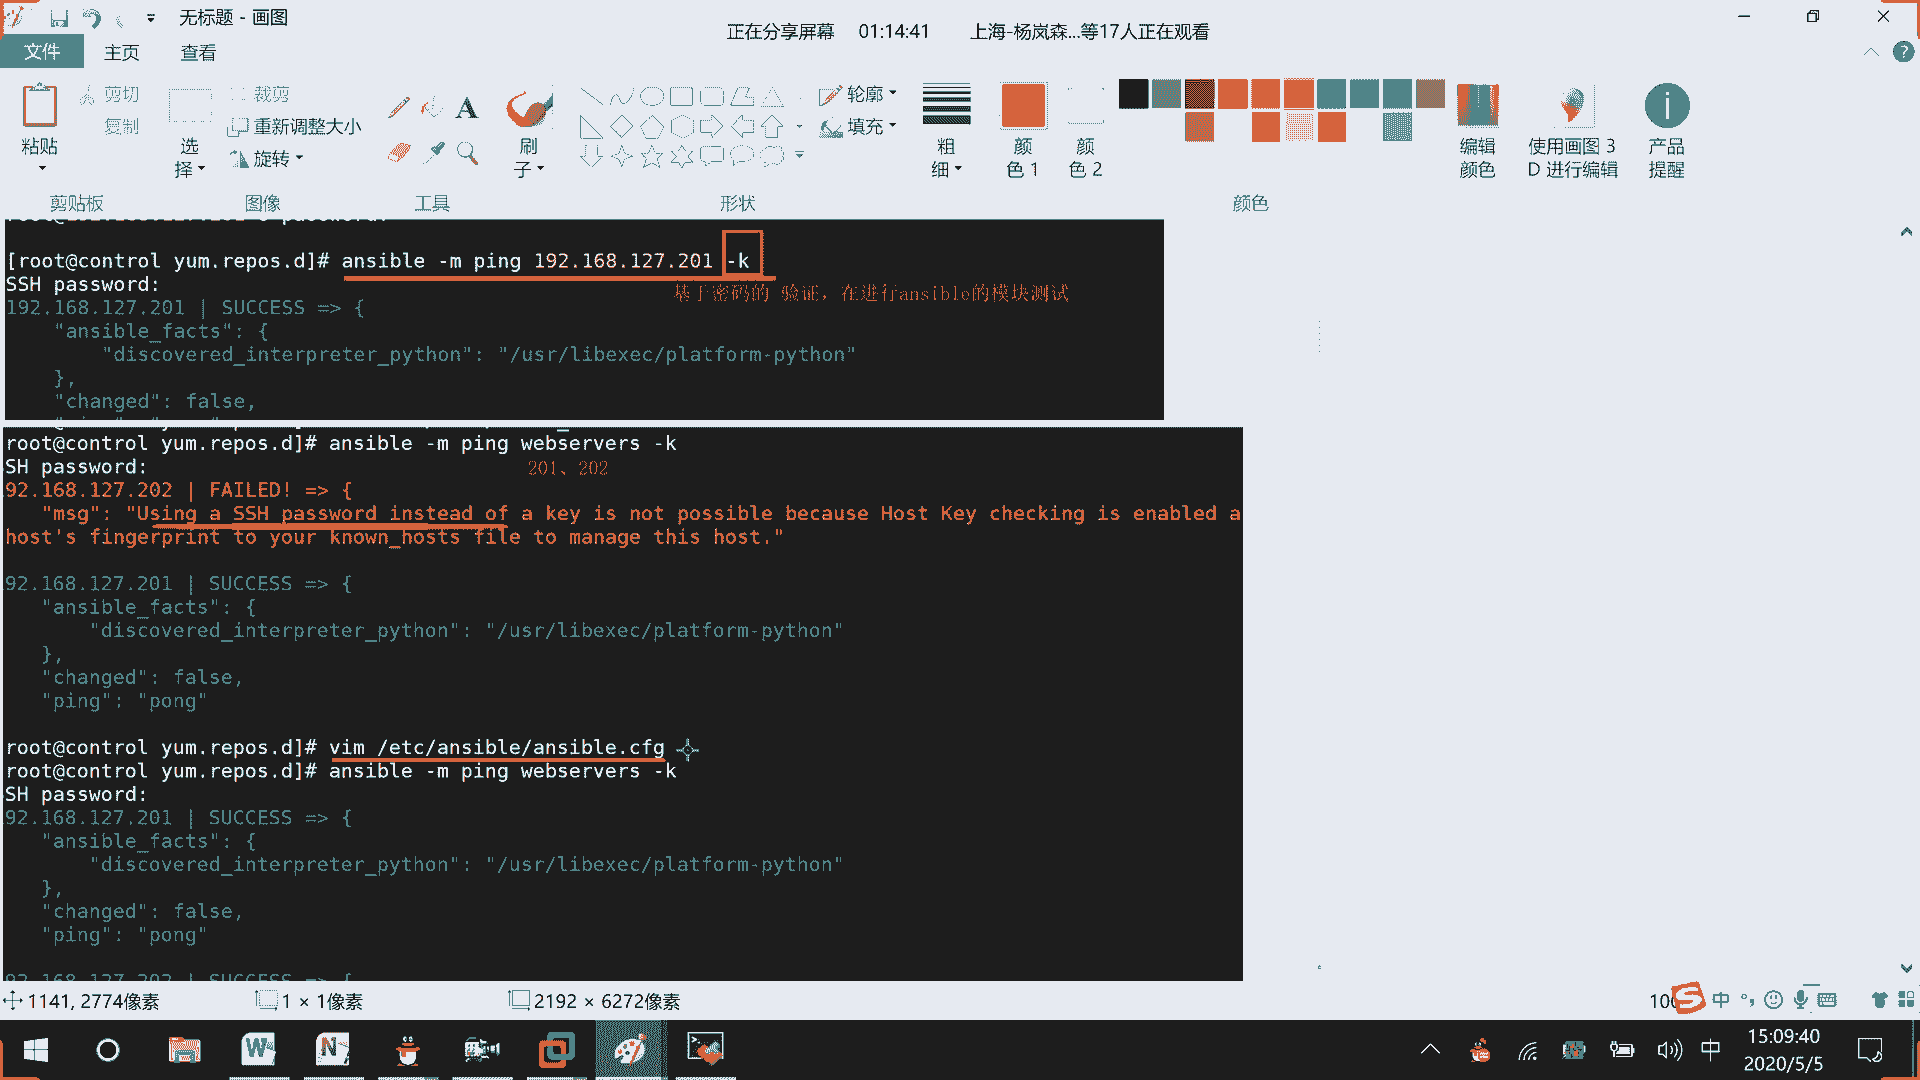 无标题 - 画图
正在分享屏幕 01:14:41 上海-杨岚森...等17人正在观看
文件 主页 查看
粘贴
剪切
复制
剪贴板
选
择
裁剪
重新调整大小
旋转
图像
A
工具
刷
子
形状
轮廓
填充
粗
细
颜
色 1
颜
色 2
颜色
编辑
颜色
使用画图 3
D 进行编辑
产品
提醒
[root@control yum.repos.d]# ansible -m ping 192.168.127.201 -k
SSH password:
基于密码的 验证，在进行ansible的模块测试
192.168.127.201 | SUCCESS => {
"ansible_facts": {
"discovered_interpreter_python": "/usr/libexec/platform-python"
},
"changed": false,
root@control yum.repos.d]# ansible -m ping webservers -k
SH password:
201、202
92.168.127.202 | FAILED! => {
"msg": "Using a SSH password instead of a key is not possible because Host Key checking is enabled a
host's fingerprint to your known_hosts file to manage this host."
92.168.127.201 | SUCCESS => {
"ansible_facts": {
"discovered_interpreter_python": "/usr/libexec/platform-python"
},
"changed": false,
"ping": "pong"
root@control yum.repos.d]# vim /etc/ansible/ansible.cfg
root@control yum.repos.d]# ansible -m ping webservers -k
SH password:
92.168.127.201 | SUCCESS => {
"ansible_facts": {
"discovered_interpreter_python": "/usr/libexec/platform-python"
},
"changed": false,
"ping": "pong"
92.168.127.202 | SUCCESS => {
1141, 2774像素 1 × 1像素 2192 × 6272像素
中
中 15:09:40
2020/5/5